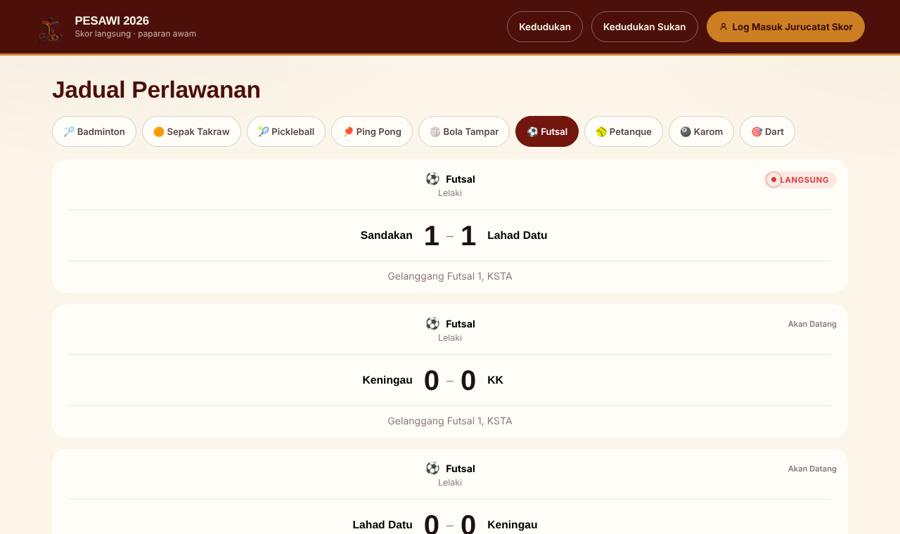 PESAWI 2026
Skor langsung · paparan awam
Kedudukan
Kedudukan Sukan
Log Masuk Jurucatat Skor
Jadual Perlawanan
Badminton
Sepak Takraw
Pickleball
Ping Pong
Bola Tampar
Futsal
Petanque
Karom
Dart
Futsal
LANGSUNG
Lelaki
Sandakan 1 – 1 Lahad Datu
Gelanggang Futsal 1, KSTA
Futsal
Akan Datang
Lelaki
Keningau 0 – 0 KK
Gelanggang Futsal 1, KSTA
Futsal
Akan Datang
Lelaki
Lahad Datu 0 – 0 Keningau